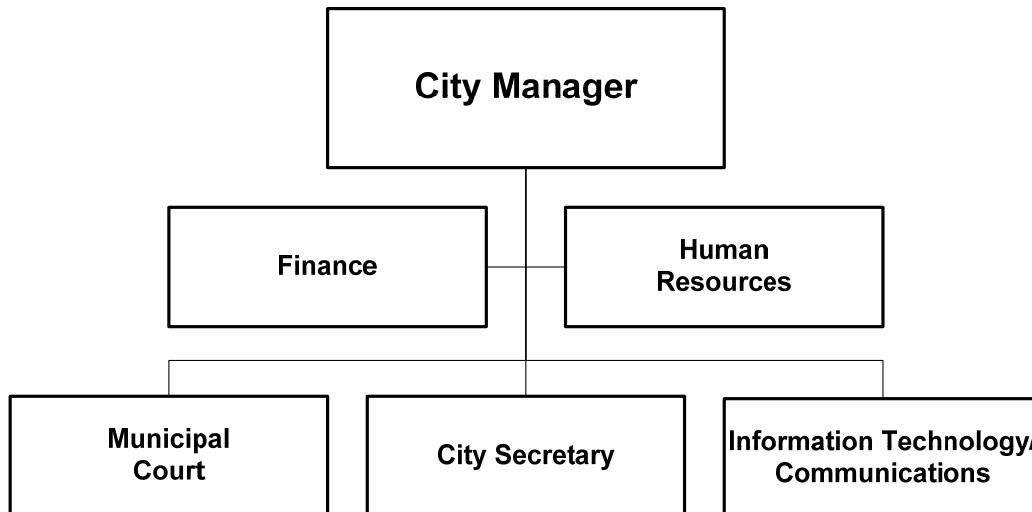 City Manager
Finance
Human
Resources
Municipal
Court
City Secretary
Information Technology/
Communications